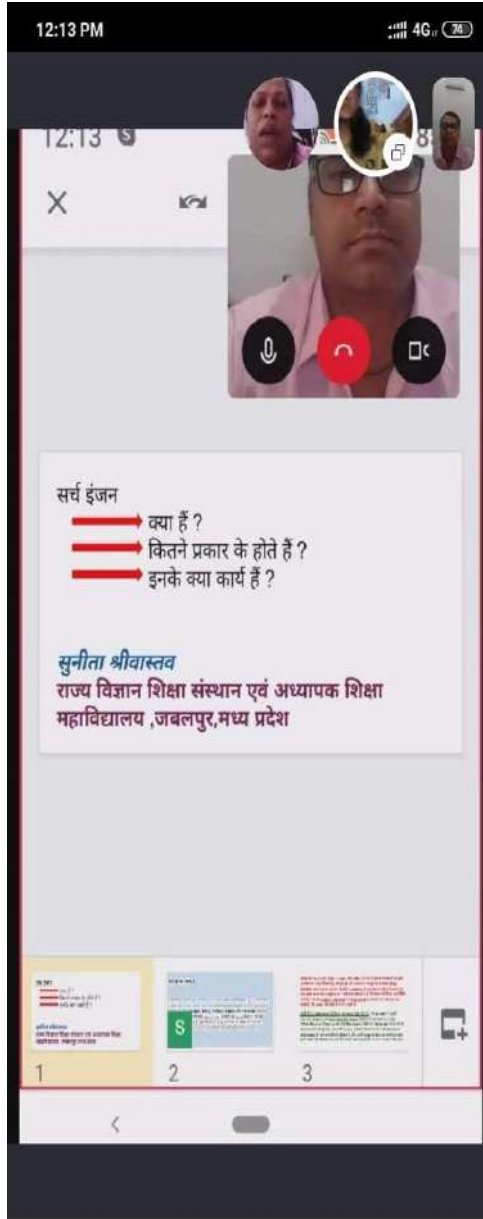 12:13 PM
4G
74
12:13
सर्च इंजन
क्या हैं ?
कितने प्रकार के होते हैं ?
इनके क्या कार्य हैं ?
सुनीता श्रीवास्तव
राज्य विज्ञान शिक्षा संस्थान एवं अध्यापक शिक्षा
महाविद्यालय ,जबलपुर,मध्य प्रदेश
S
1
2
3